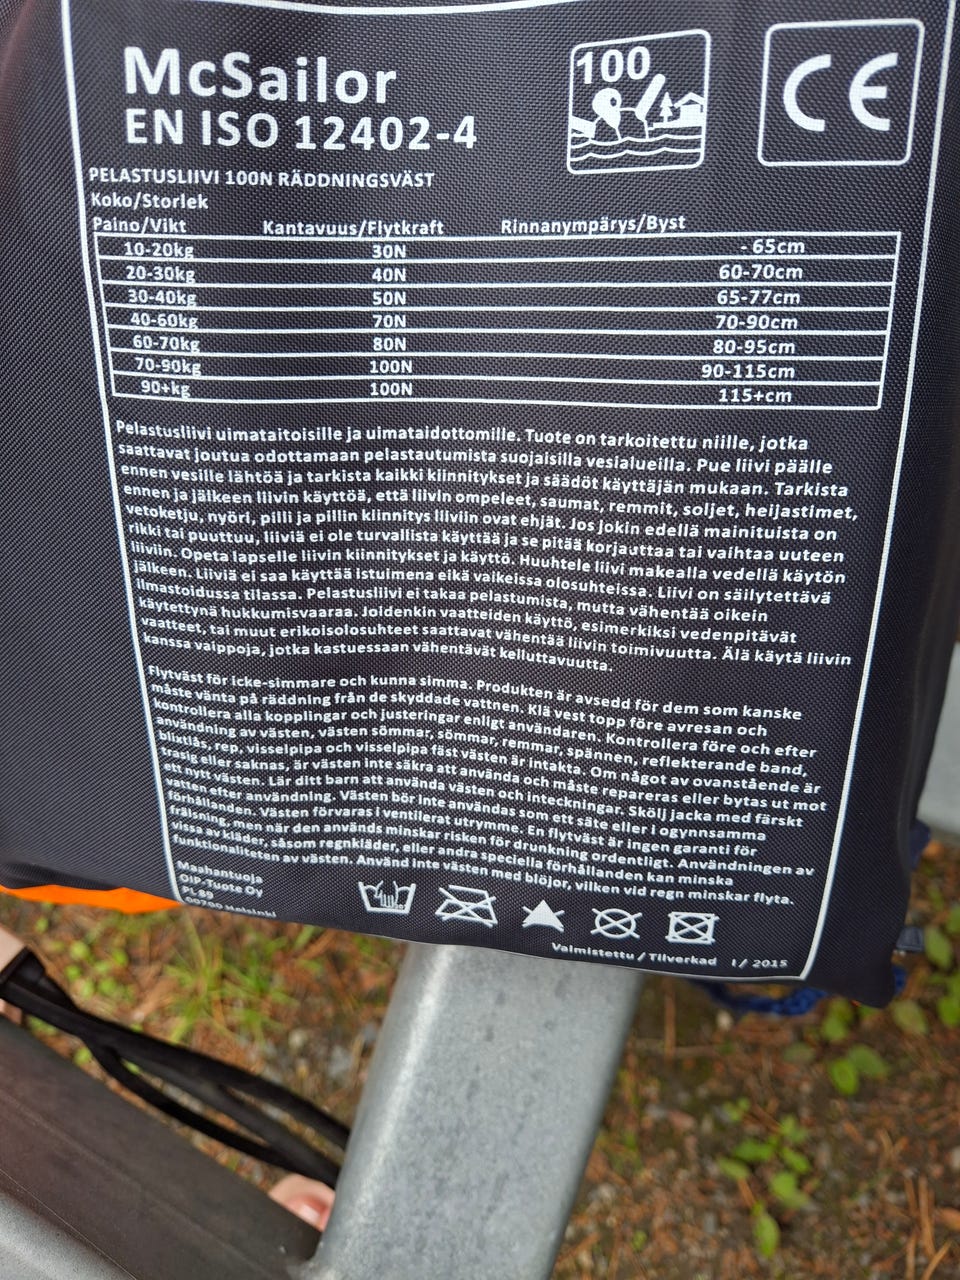 McSailor
EN ISO 12402-4
100
CE
PELASTUSLIIVI 100N RÄDDNINGSVÄST
Koko/Storlek
Paino/Vikt Kantavuus/Flytkraft Rinnanympärys/Byst
10-20kg 30N - 65cm
20-30kg 40N 60-70cm
30-40kg 50N 65-77cm
40-60kg 70N 70-90cm
60-70kg 80N 80-95cm
70-90kg 100N 90-115cm
90+kg 100N 115+cm
Pelastusliivi uimataitoisille ja uimataidottomille. Tuote on tarkoitettu niille, jotka
saattavat joutua odottamaan pelastautumista suojaisilla vesialueilla. Pue liivi päälle
ennen vesille lähtöä ja tarkista kaikki kiinnitykset ja säädöt käyttäjän mukaan. Tarkista
ennen ja jälkeen liivin käyttöä, että liivin ompeleet, saumat, remmit, soljet, heijastimet,
vetoketju, nyöri, pilli ja pillin kiinnitys liiviin ovat ehjät. Jos jokin edellä mainituista on
rikki tai puuttuu, liiviä ei ole turvallista käyttää ja se pitää korjauttaa tai vaihtaa uuteen
liiviin. Opeta lapselle liivin kiinnitykset ja käyttö. Huuhtele liivi makealla vedellä käytön
jälkeen. Liiviä ei saa käyttää istuimena eikä vaikeissa olosuhteissa. Liivi on säilytettävä
ilmastoidussa tilassa. Pelastusliivi ei takaa pelastumista, mutta vähentää oikein
käytettynä hukkumisvaaraa. Joidenkin vaatteiden käyttö, esimerkiksi vedenpitävät
vaatteet, tai muut erikoisolosuhteet saattavat vähentää liivin toimivuutta. Älä käytä liivin
kanssa vaippoja, jotka kastuessaan vähentävät kelluttavuutta.
Flytväst för icke-simmare och kunna simma. Produkten är avsedd för dem som kanske
måste vänta på räddning från de skyddade vattnen. Klä vest topp före avresan och
kontrollera alla kopplingar och justeringar enligt användaren. Kontrollera före och efter
användning av västen, västen sömmar, sömmar, remmar, spännen, reflekterande band,
blixtlås, rep, visselpipa och visselpipa fäst västen är intakta. Om något av ovanstående är
trasig eller saknas, är västen inte säkra att använda och måste repareras eller bytas ut mot
ett nytt västen. Lär ditt barn att använda västen och inteckningar. Skölj jacka med färskt
vatten efter användning. Västen bör inte användas som ett säte eller i ogynnsamma
förhållanden. Västen förvaras i ventilerat utrymme. En flytväst är ingen garanti för
frälsning, men när den används minskar risken för drunkning ordentligt. Användningen av
vissa av kläder, såsom regnkläder, eller andra speciella förhållanden kan minska
funktionaliteten av västen. Använd inte västen med blöjor, vilken vid regn minskar flyta.
Maahantuoja
OIP-Tuote Oy
PL 89
00700 Helsinki
Valmistettu / Tilverkad I / 2015